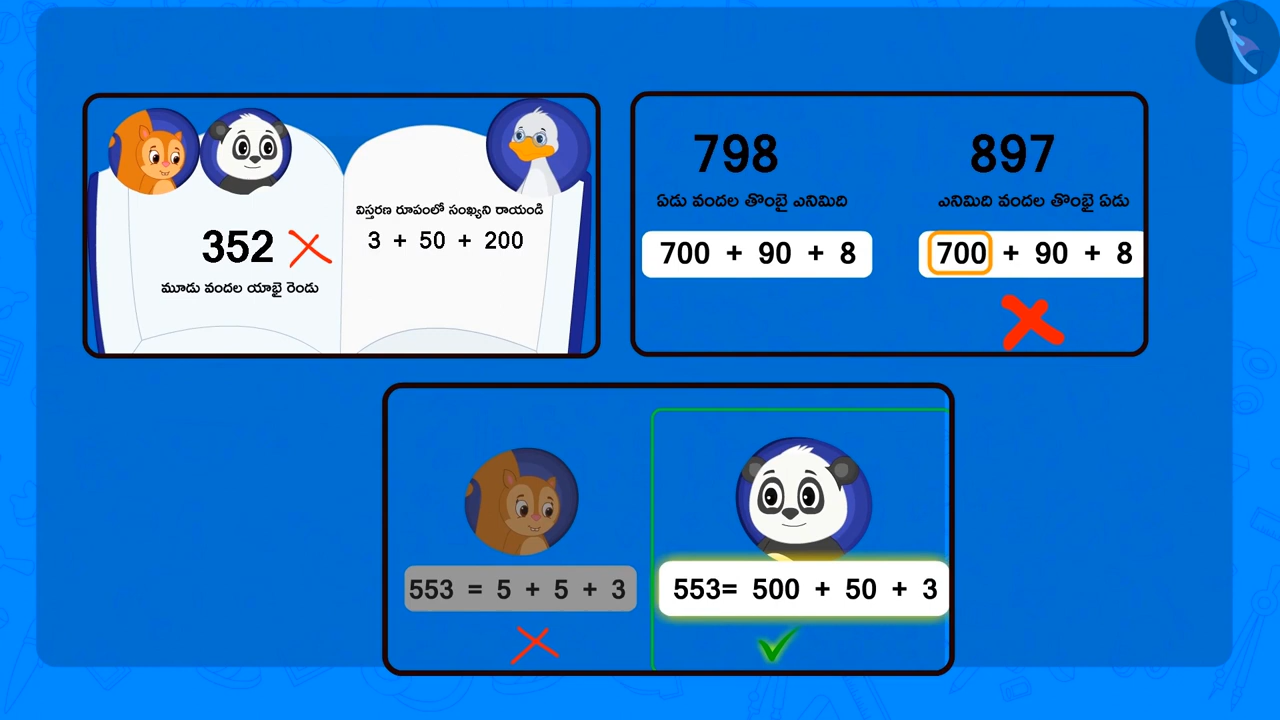 352
మూడు వందల యాభై రెండు
విస్తరణ రూపంలో సంఖ్యని రాయండి
3 + 50 + 200
798
ఏడు వందల తొంబై ఎనిమిది
700 + 90 + 8
897
ఎనిమిది వందల తొంభై ఏడు
700 + 90 + 8
553 = 5 + 5 + 3
553= 500 + 50 + 3